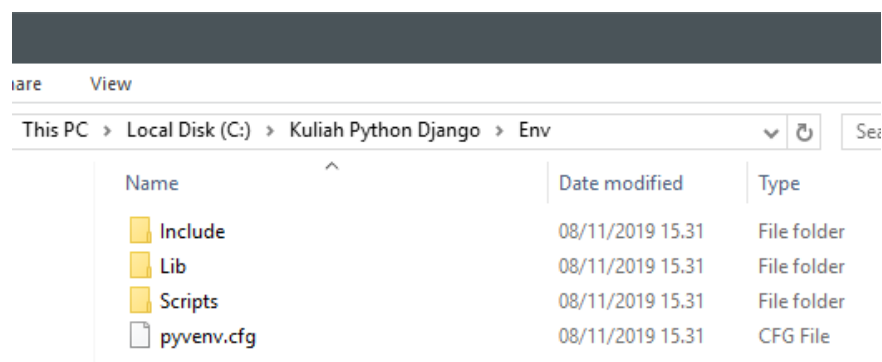 View
This PC > Local Disk (C:) > Kuliah Python Django > Env
Name Date modified Type
Include 08/11/2019 15.31 File folder
Lib 08/11/2019 15.31 File folder
Scripts 08/11/2019 15.31 File folder
pyvenv.cfg 08/11/2019 15.31 CFG File